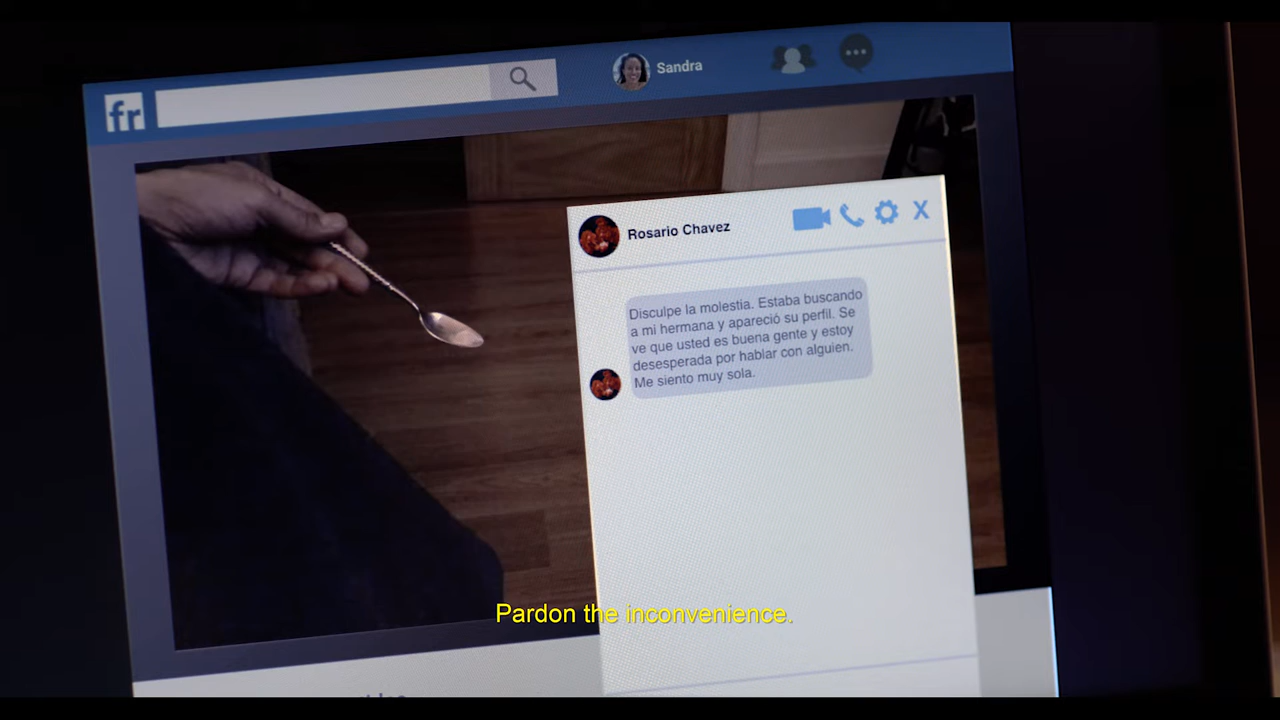 fr
Sandra
Rosario Chavez
X
Disculpe la molestia. Estaba buscando
a mi hermana y apareció su perfil. Se
ve que usted es buena gente y estoy
desesperada por hablar con alguien.
Me siento muy sola.
Pardon the inconvenience.